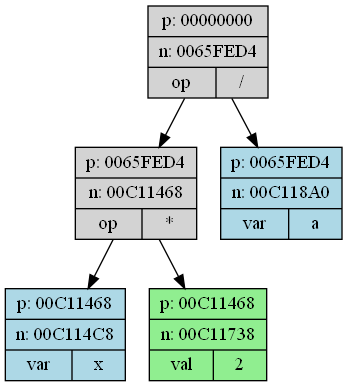 p: 00000000
n: 0065FED4
op /
p: 0065FED4
n: 00C11468
op *
p: 0065FED4
n: 00C118A0
var a
p: 00C11468
n: 00C114C8
var x
p: 00C11468
n: 00C11738
val 2